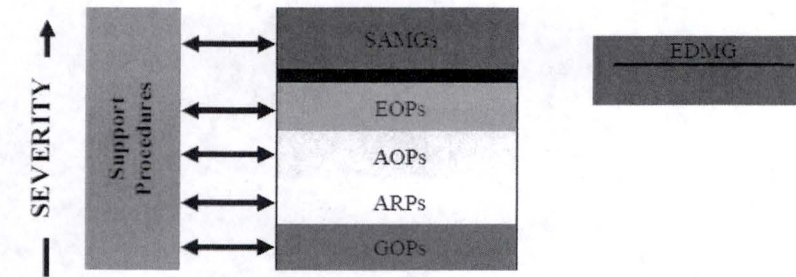 SEVERITY
Support
Procedures
SAMGs
EOPs
AOPs
ARPs
GOPs
EDMG